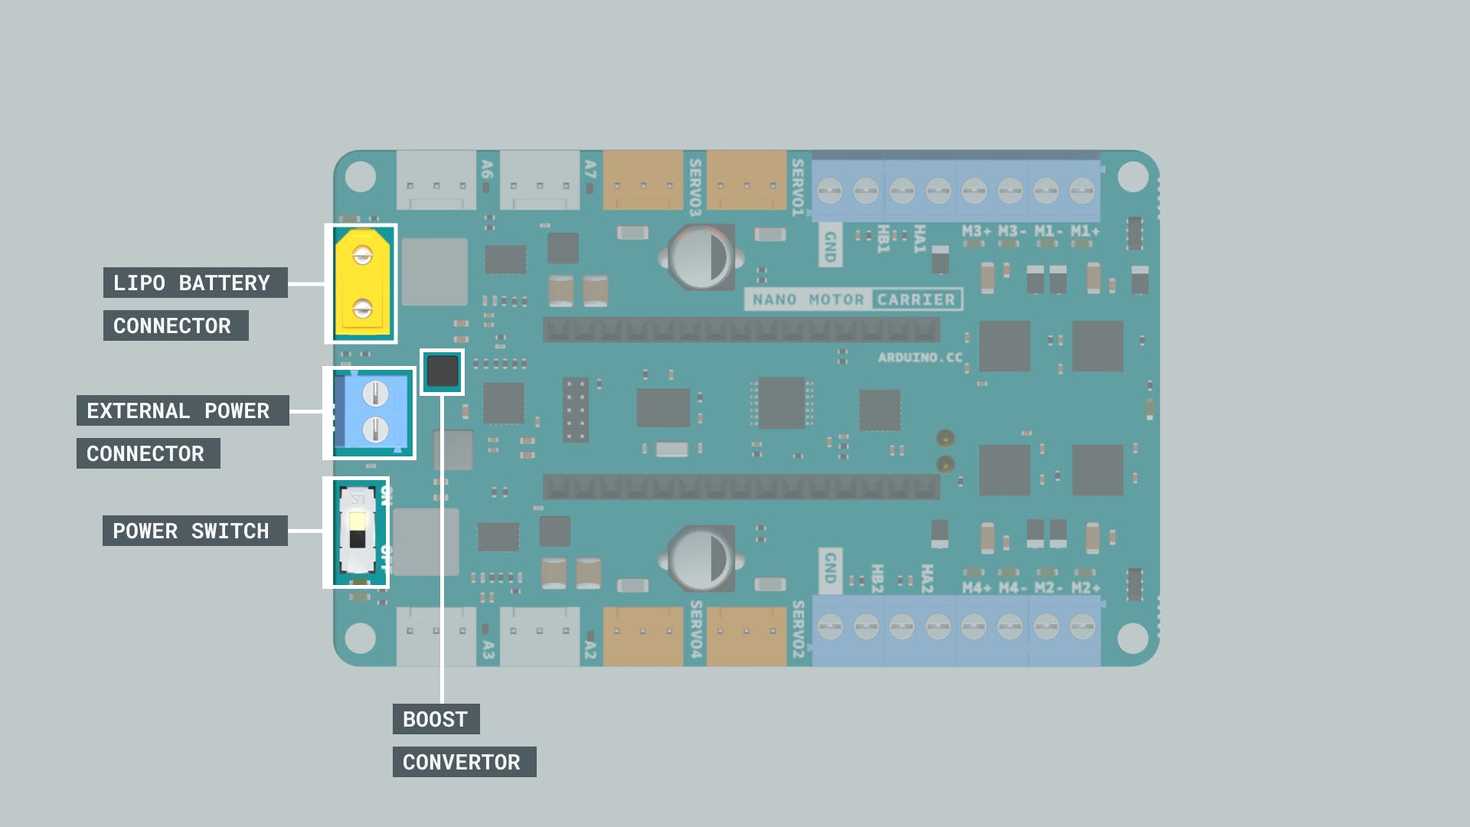 A6
A7
SERVO3
SERVO1
GND
HB1
HA1
M3+ M3- M1- M1+
LIPO BATTERY
CONNECTOR
NANO MOTOR CARRIER
ARDUINO.CC
EXTERNAL POWER
CONNECTOR
ON
POWER SWITCH
OFF
GND
HB2
HA2
M4+ M4- M2- M2+
A3
A2
SERVO4
SERVO2
BOOST
CONVERTOR